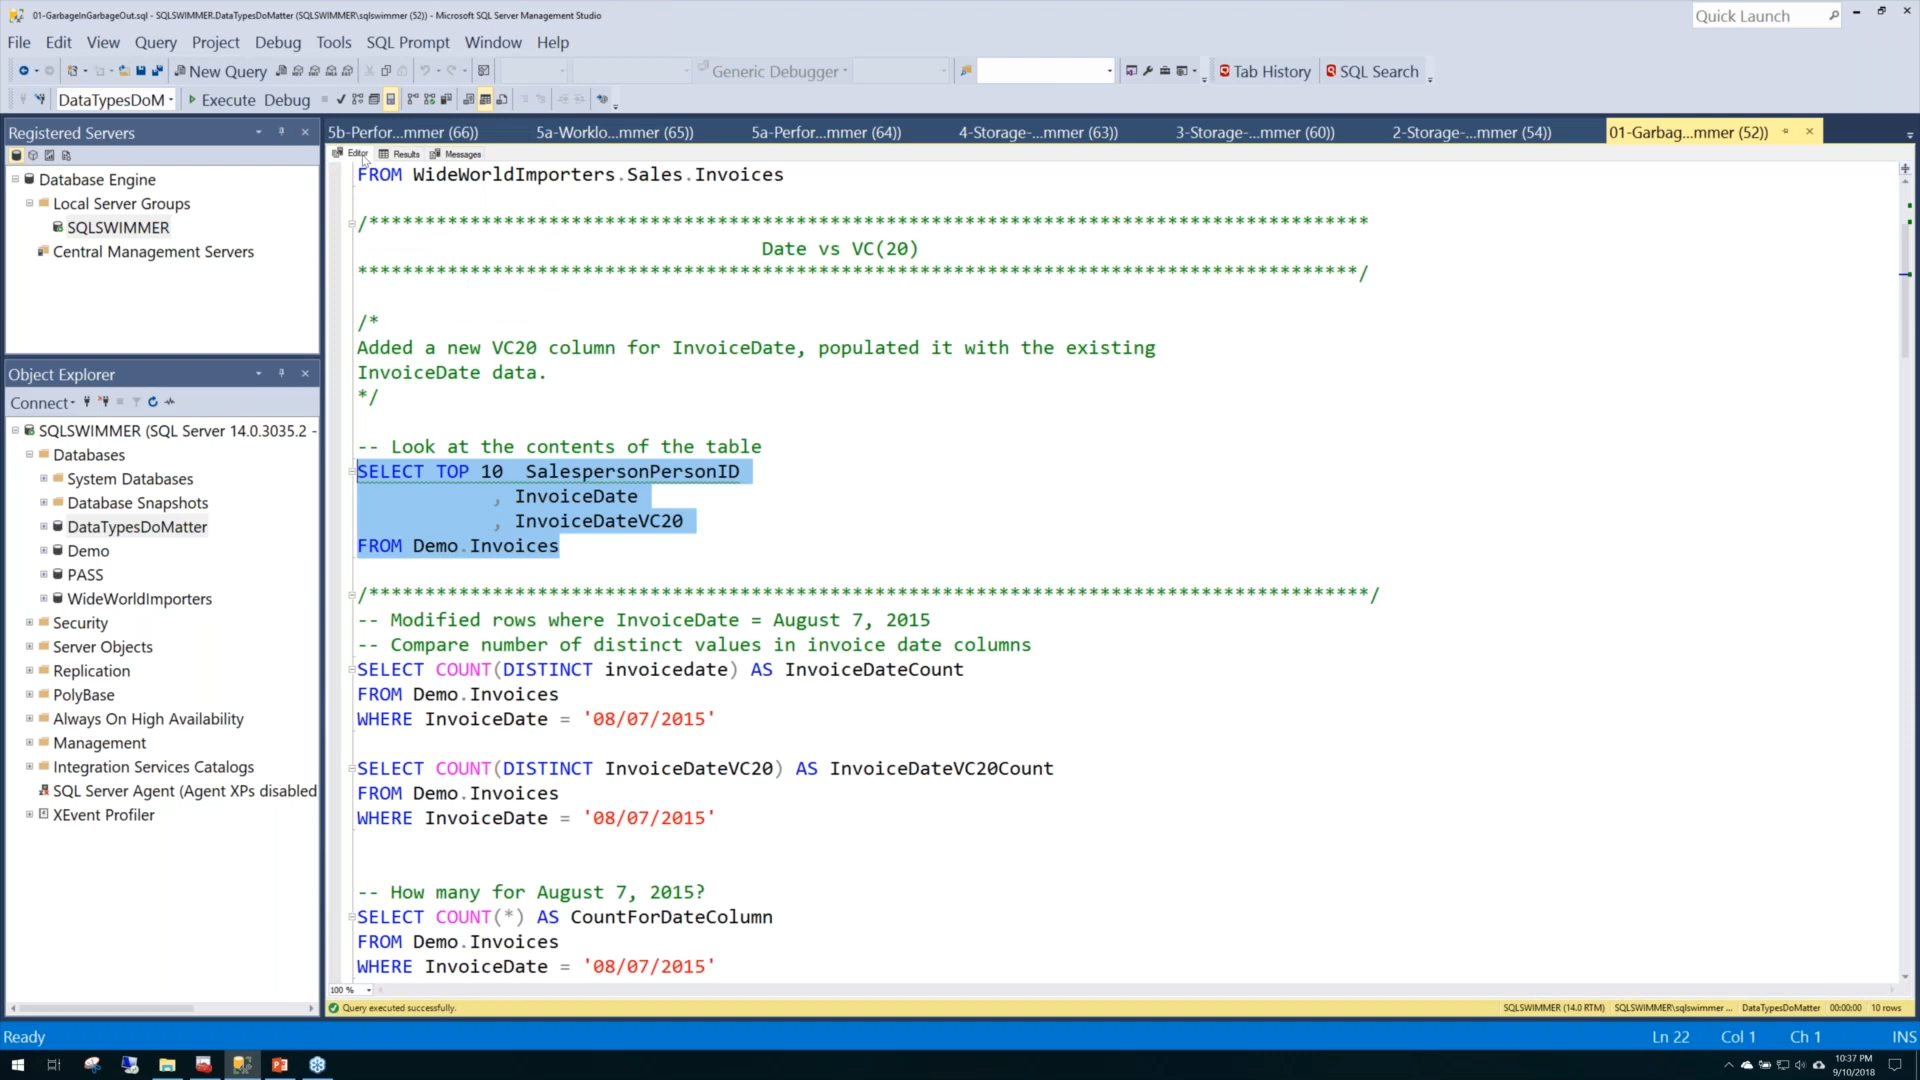 01-GarbageInGarbageOut.sql - SQLSWIMMER.DataTypesDoMatter (SQLSWIMMER\sqlswimmer (52)) - Microsoft SQL Server Management Studio
Quick Launch
File Edit View Query Project Debug Tools SQL Prompt Window Help
New Query
Generic Debugger
Tab History
SQL Search
DataTypesDoM
Execute Debug
Registered Servers
Database Engine
Local Server Groups
SQLSWIMMER
Central Management Servers
Object Explorer
Connect
SQLSWIMMER (SQL Server 14.0.3035.2 -
Databases
System Databases
Database Snapshots
DataTypesDoMatter
Demo
PASS
WideWorldImporters
Security
Server Objects
Replication
PolyBase
Always On High Availability
Management
Integration Services Catalogs
SQL Server Agent (Agent XPs disabled
XEvent Profiler
5b-Perfor...mmer (66)) 5a-Worklo...mmer (65)) 5a-Perfor...mmer (64)) 4-Storage-...mmer (63)) 3-Storage-...mmer (60)) 2-Storage-...mmer (54)) 01-Garbag...mmer (52))
Editor Results Messages
FROM WideWorldImporters.Sales.Invoices
/*****************************************************************************************
Date vs VC(20)
*****************************************************************************************/
/*
Added a new VC20 column for InvoiceDate, populated it with the existing
InvoiceDate data.
*/
-- Look at the contents of the table
SELECT TOP 10  SalespersonPersonID
, InvoiceDate
, InvoiceDateVC20
FROM Demo.Invoices
/*****************************************************************************************/
-- Modified rows where InvoiceDate = August 7, 2015
-- Compare number of distinct values in invoice date columns
SELECT COUNT(DISTINCT invoicedate) AS InvoiceDateCount
FROM Demo.Invoices
WHERE InvoiceDate = '08/07/2015'
SELECT COUNT(DISTINCT InvoiceDateVC20) AS InvoiceDateVC20Count
FROM Demo.Invoices
WHERE InvoiceDate = '08/07/2015'
-- How many for August 7, 2015?
SELECT COUNT(*) AS CountForDateColumn
FROM Demo.Invoices
WHERE InvoiceDate = '08/07/2015'
100 %
Query executed successfully.
SQLSWIMMER (14.0 RTM) SQLSWIMMER\sqlswimmer ... DataTypesDoMatter 00:00:00 10 rows
Ready
Ln 22 Col 1 Ch 1 INS
10:37 PM
9/10/2018